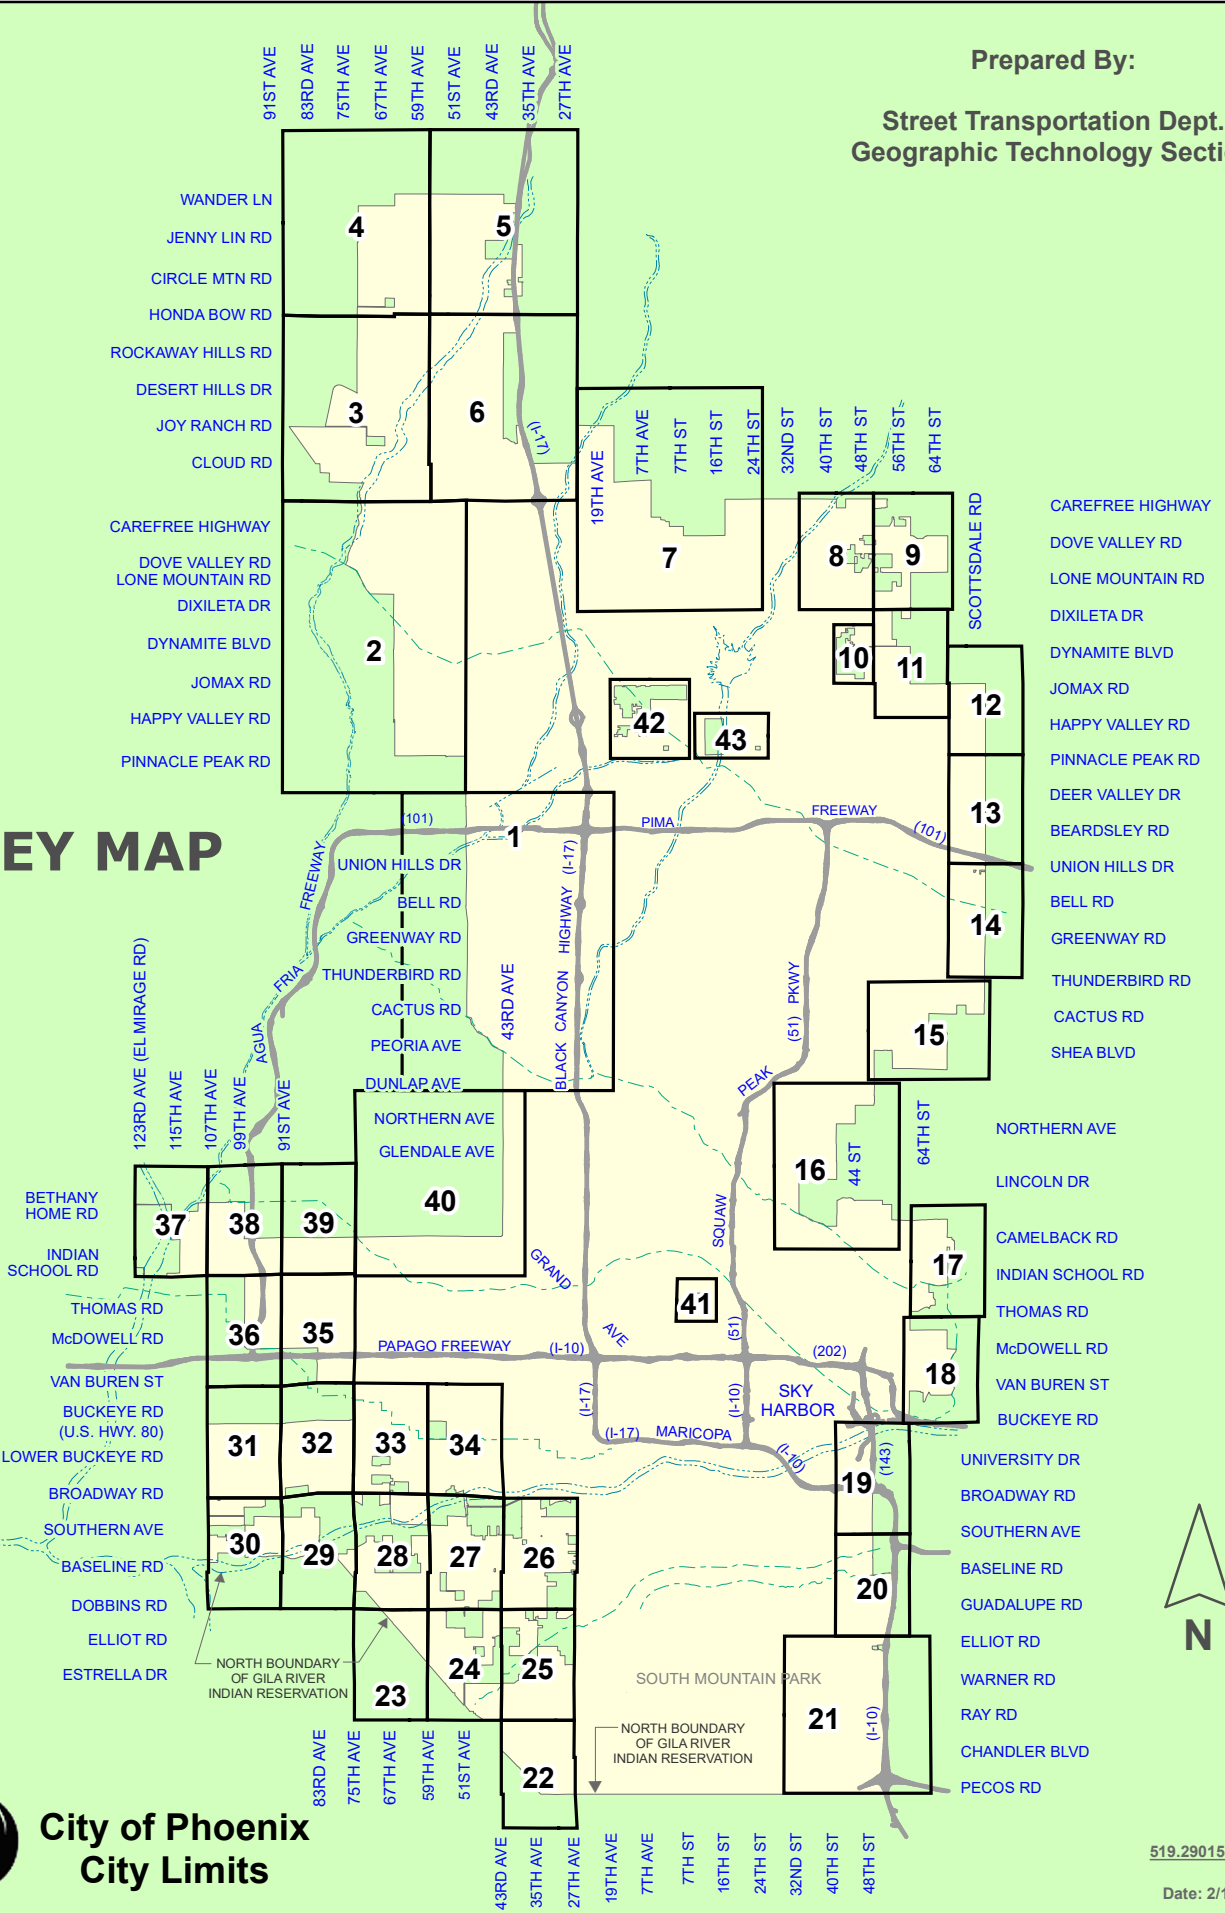 Prepared By:
Street Transportation Dept.
Geographic Technology Secti
91ST AVE
83RD AVE
75TH AVE
67TH AVE
59TH AVE
51ST AVE
43RD AVE
35TH AVE
27TH AVE
WANDER LN
JENNY LIN RD
CIRCLE MTN RD
HONDA BOW RD
ROCKAWAY HILLS RD
DESERT HILLS DR
JOY RANCH RD
CLOUD RD
CAREFREE HIGHWAY
DOVE VALLEY RD
LONE MOUNTAIN RD
DIXILETA DR
DYNAMITE BLVD
JOMAX RD
HAPPY VALLEY RD
PINNACLE PEAK RD
4
5
3
6
(I-17)
19TH AVE
7TH AVE
7TH ST
16TH ST
24TH ST
32ND ST
40TH ST
48TH ST
56TH ST
64TH ST
SCOTTSDALE RD
CAREFREE HIGHWAY
DOVE VALLEY RD
LONE MOUNTAIN RD
DIXILETA DR
DYNAMITE BLVD
JOMAX RD
HAPPY VALLEY RD
PINNACLE PEAK RD
DEER VALLEY DR
BEARDSLEY RD
UNION HILLS DR
BELL RD
GREENWAY RD
THUNDERBIRD RD
CACTUS RD
SHEA BLVD
7
8
9
2
10
11
12
42
43
13
14
15
EY MAP
(101)
1
PIMA
FREEWAY
(101)
UNION HILLS DR
BELL RD
GREENWAY RD
THUNDERBIRD RD
CACTUS RD
PEORIA AVE
DUNLAP AVE
NORTHERN AVE
GLENDALE AVE
43RD AVE
BLACK CANYON HIGHWAY (I-17)
AGUA FRIA FREEWAY
SQUAW PEAK (51) PKWY
123RD AVE (EL MIRAGE RD)
115TH AVE
107TH AVE
99TH AVE
91ST AVE
16
44 ST
64TH ST
NORTHERN AVE
LINCOLN DR
CAMELBACK RD
INDIAN SCHOOL RD
THOMAS RD
McDOWELL RD
VAN BUREN ST
BUCKEYE RD
UNIVERSITY DR
BROADWAY RD
SOUTHERN AVE
BASELINE RD
GUADALUPE RD
ELLIOT RD
WARNER RD
RAY RD
CHANDLER BLVD
PECOS RD
BETHANY
HOME RD
INDIAN
SCHOOL RD
THOMAS RD
McDOWELL RD
VAN BUREN ST
BUCKEYE RD
(U.S. HWY. 80)
LOWER BUCKEYE RD
BROADWAY RD
SOUTHERN AVE
BASELINE RD
DOBBINS RD
ELLIOT RD
ESTRELLA DR
37
38
39
40
17
41
36
35
18
GRAND
AVE
PAPAGO FREEWAY
(I-10)
(51)
(202)
(I-17)
(I-10)
SKY
HARBOR
(I-17)
MARICOPA
(I-10)
(143)
31
32
33
34
19
30
29
28
27
26
20
NORTH BOUNDARY
OF GILA RIVER
INDIAN RESERVATION
23
24
25
SOUTH MOUNTAIN PARK
21
(I-10)
NORTH BOUNDARY
OF GILA RIVER
INDIAN RESERVATION
22
83RD AVE
75TH AVE
67TH AVE
59TH AVE
51ST AVE
43RD AVE
35TH AVE
27TH AVE
19TH AVE
7TH AVE
7TH ST
16TH ST
24TH ST
32ND ST
40TH ST
48TH ST
City of Phoenix
City Limits
N
519.29015
Date: 2/1